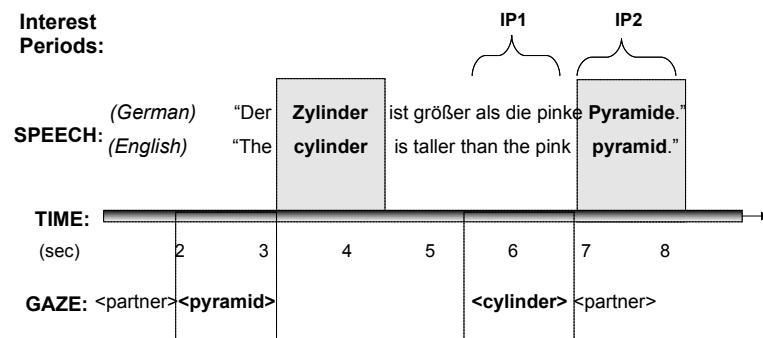 Interest Periods:
IP1 IP2
SPEECH:
(German) "Der Zylinder ist größer als die pinke Pyramide."
(English) "The cylinder is taller than the pink pyramid."
TIME:
(sec) 2 3 4 5 6 7 8
GAZE: <partner> <pyramid> <cylinder> <partner>